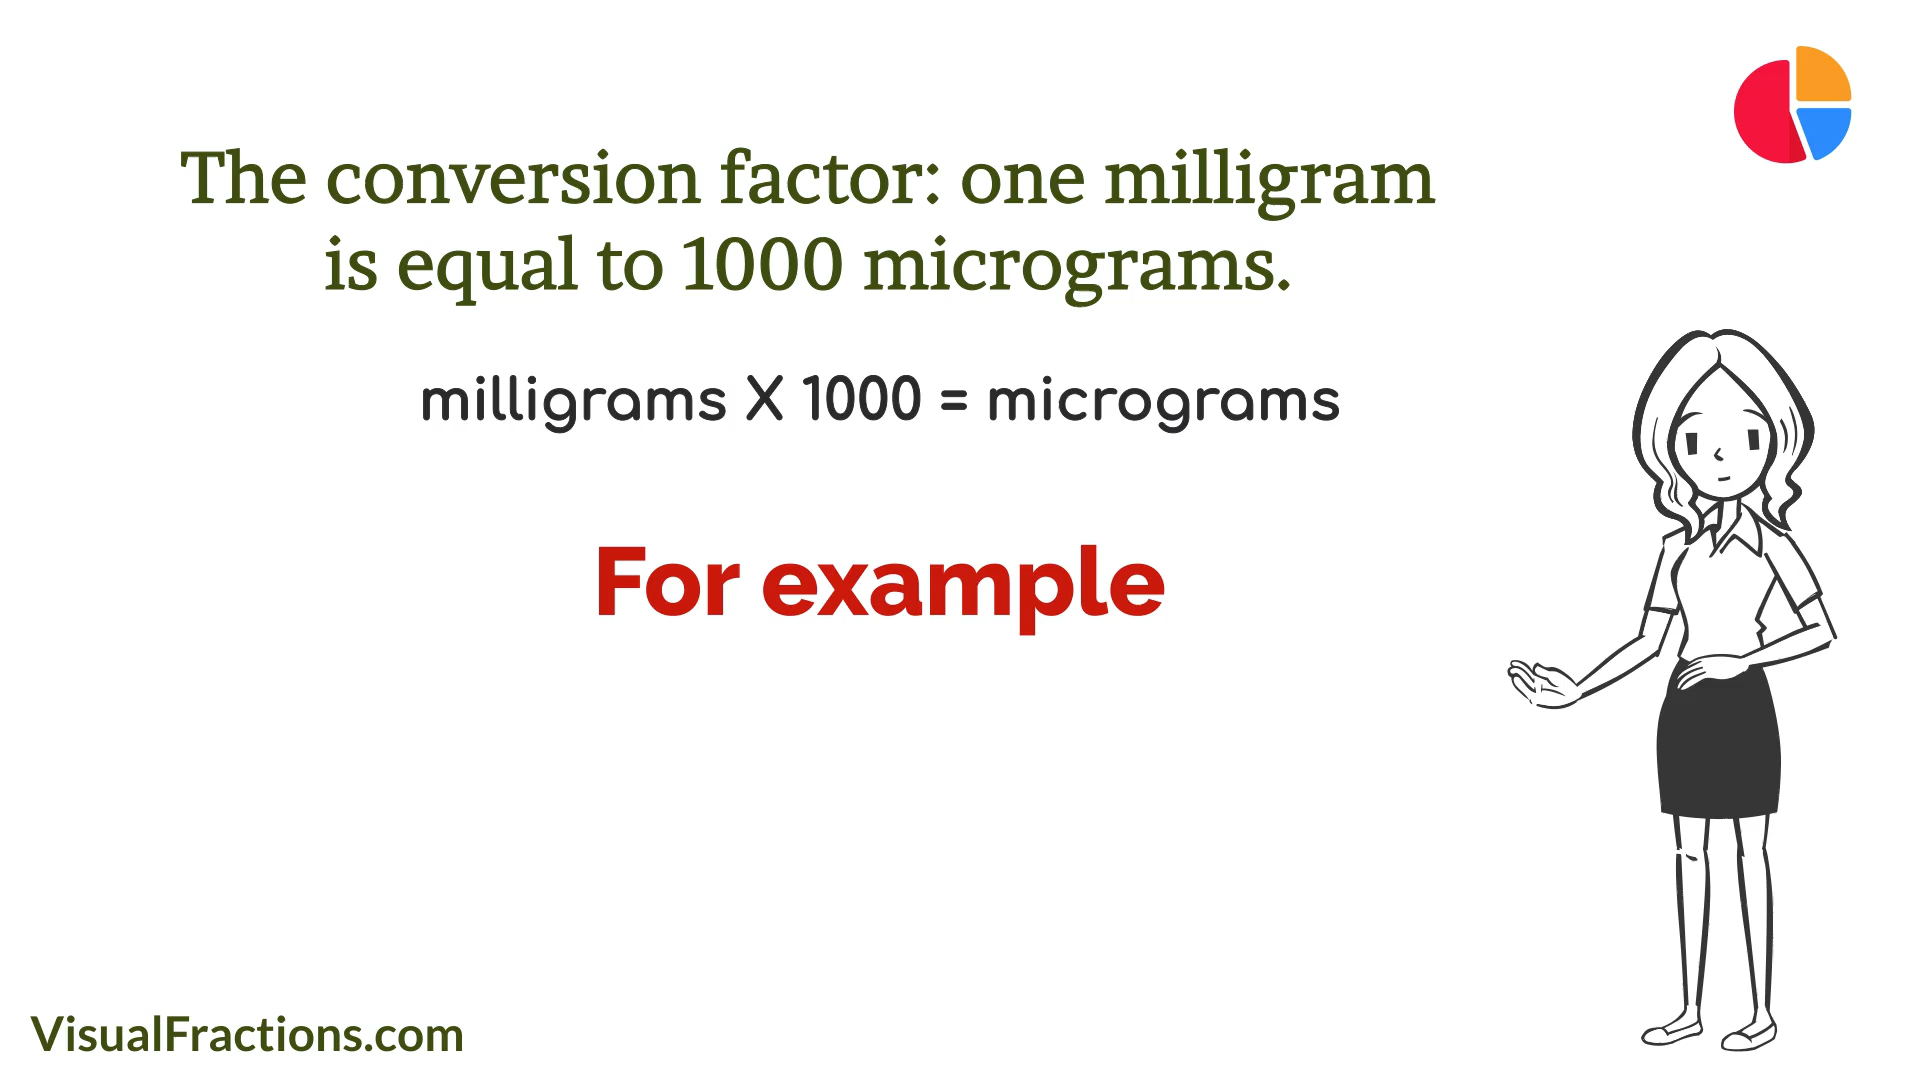 The conversion factor: one milligram
is equal to 1000 micrograms.
milligrams X 1000 = micrograms
For example
VisualFractions.com